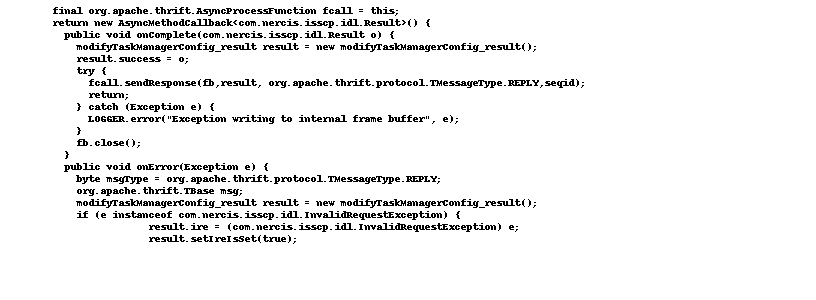 final org.apache.thrift.AsyncProcessFunction fcall = this;
return new AsyncMethodCallback<com.nercis.isscp.idl.Result>() {
public void onComplete(com.nercis.isscp.idl.Result o) {
modifyTaskManagerConfig_result result = new modifyTaskManagerConfig_result();
result.success = o;
try {
fcall.sendResponse(fb,result, org.apache.thrift.protocol.TMessageType.REPLY,seqid);
return;
} catch (Exception e) {
LOGGER.error("Exception writing to internal frame buffer", e);
}
fb.close();
}
public void onError(Exception e) {
byte msgType = org.apache.thrift.protocol.TMessageType.REPLY;
org.apache.thrift.TBase msg;
modifyTaskManagerConfig_result result = new modifyTaskManagerConfig_result();
if (e instanceof com.nercis.isscp.idl.InvalidRequestException) {
result.ire = (com.nercis.isscp.idl.InvalidRequestException) e;
result.setIreIsSet(true);